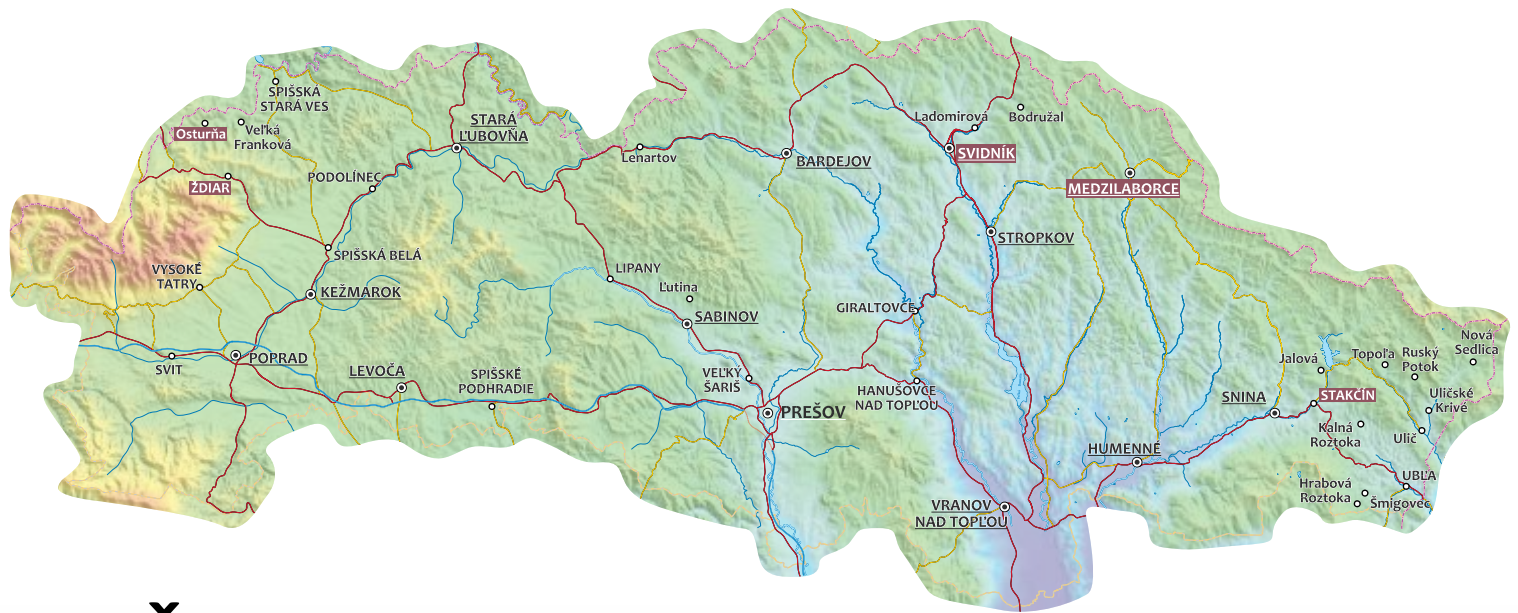 SPIŠSKÁ
STARÁ VES
Osturňa
Veľká
Franková
STARÁ
ĽUBOVŇA
ŽDIAR
PODOLÍNEC
Lenartov
BARDEJOV
Ladomirová
Bodružal
SVIDNÍK
MEDZILABORCE
STROPKOV
SPIŠSKÁ BELÁ
VYSOKÉ
TATRY
KEŽMAROK
LIPANY
Ľutina
SABINOV
GIRALTOVCE
POPRAD
SVIT
LEVOČA
SPIŠSKÉ
PODHRADIE
VEĽKÝ
ŠARIŠ
PREŠOV
HANUŠOVCE
NAD TOPĽOU
Jalová
Topoľa
Ruský
Potok
Nová
Sedlica
SNINA
STAKČÍN
Uličské
Krivé
Kalná
Roztoka
Ulič
HUMENNÉ
UBĽA
Hrabová
Roztoka
Šmigovec
VRANOV
NAD TOPĽOU